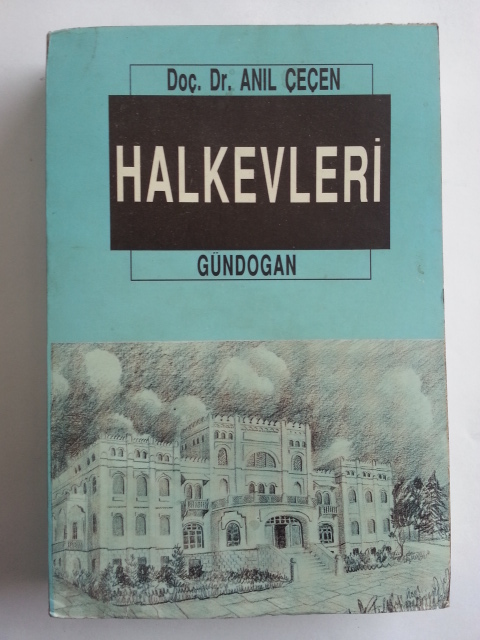 Doç. Dr. ANIL ÇEÇEN
HALKEVLERİ
GÜNDOGAN